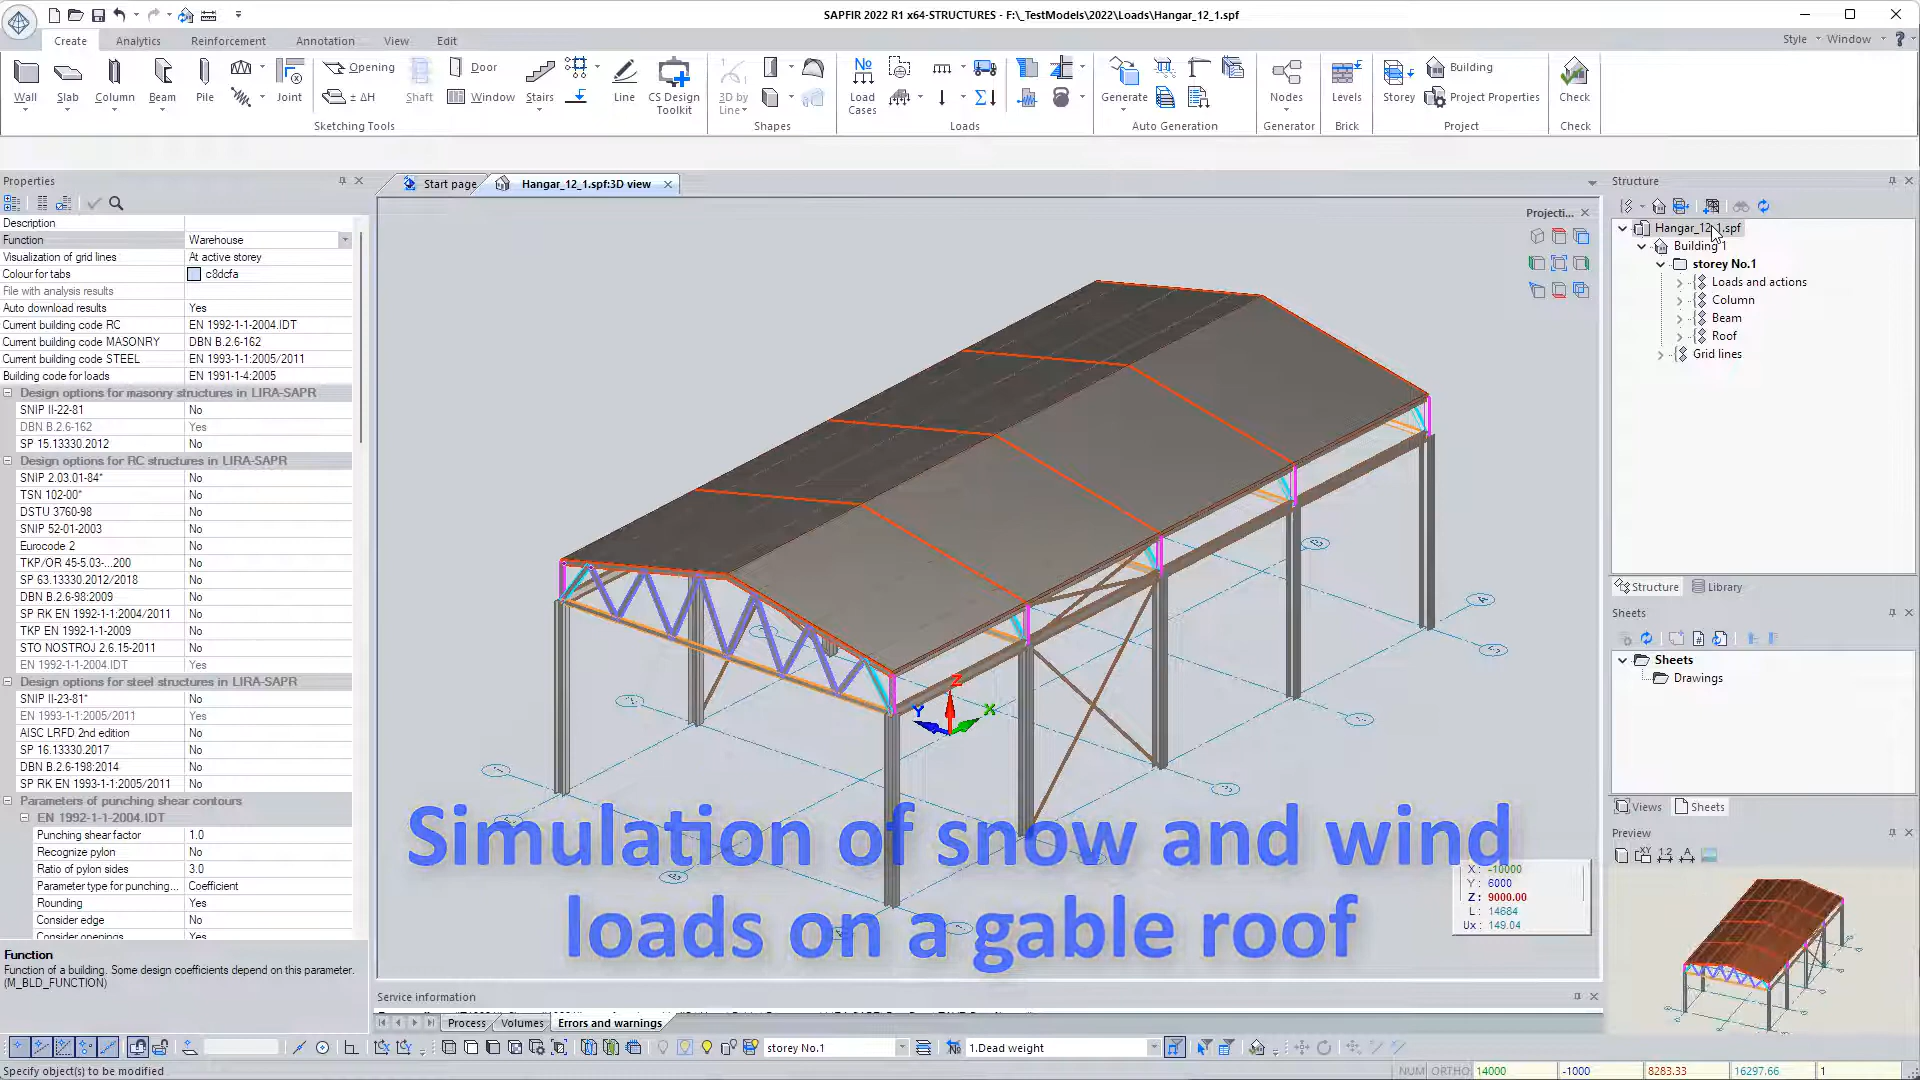 SAPFIR 2022 R1 x64-STRUCTURES - F:\_TestModels\2022\Loads\Hangar_12_1.spf
Create Analytics Reinforcement Annotation View Edit
Style Window
Wall Slab Column Beam Pile Joint
Opening ± ΔH Shaft Door Window Stairs Line CS Design Toolkit
3D by Line
№ Load Cases
Generate Nodes Levels Storey Building Project Properties Check
Sketching Tools Shapes Loads Auto Generation Generator Brick Project Check
Properties
Start page Hangar_12_1.spf:3D view
Description
Function Warehouse
Visualization of grid lines At active storey
Colour for tabs c8dcfa
File with analysis results
Auto download results Yes
Current building code RC EN 1992-1-1-2004.IDT
Current building code MASONRY DBN B.2.6-162
Current building code STEEL EN 1993-1-1:2005/2011
Building code for loads EN 1991-1-4:2005
Design options for masonry structures in LIRA-SAPR
SNIP II-22-81 No
DBN B.2.6-162 Yes
SP 15.13330.2012 No
Design options for RC structures in LIRA-SAPR
SNIP 2.03.01-84* No
TSN 102-00* No
DSTU 3760-98 No
SNIP 52-01-2003 No
Eurocode 2 No
TKP/OR 45-5.03-...200 No
SP 63.13330.2012/2018 No
DBN B.2.6-98:2009 No
SP RK EN 1992-1-1:2004/2011 No
TKP EN 1992-1-1-2009 No
STO NOSTROJ 2.6.15-2011 No
EN 1992-1-1-2004.IDT Yes
Design options for steel structures in LIRA-SAPR
SNIP II-23-81* No
EN 1993-1-1:2005/2011 Yes
AISC LRFD 2nd edition No
SP 16.13330.2017 No
DBN B.2.6-198:2014 No
SP RK EN 1993-1-1:2005/2011 No
Parameters of punching shear contours
EN 1992-1-1-2004.IDT
Punching shear factor 1.0
Recognize pylon No
Ratio of pylon sides 3.0
Parameter type for punching... Coefficient
Rounding Yes
Consider edge No
Consider openings Yes
Function
Function of a building. Some design coefficients depend on this parameter.
(M_BLD_FUNCTION)
Projecti...
Z
Y X
Simulation of snow and wind
loads on a gable roof
X : -10000
Y : 6000
Z : 9000.00
L : 14684
Ux : 149.04
Structure
Hangar_12_1.spf
Building 1
storey No.1
Loads and actions
Column
Beam
Roof
Grid lines
Structure Library
Sheets
Sheets
Drawings
Views Sheets
Preview
Service information
Process Volumes Errors and warnings
storey No.1 № 1.Dead weight
Specify object(s) to be modified
NUM ORTHO 14000 -1000 8283.33 16297.66 1